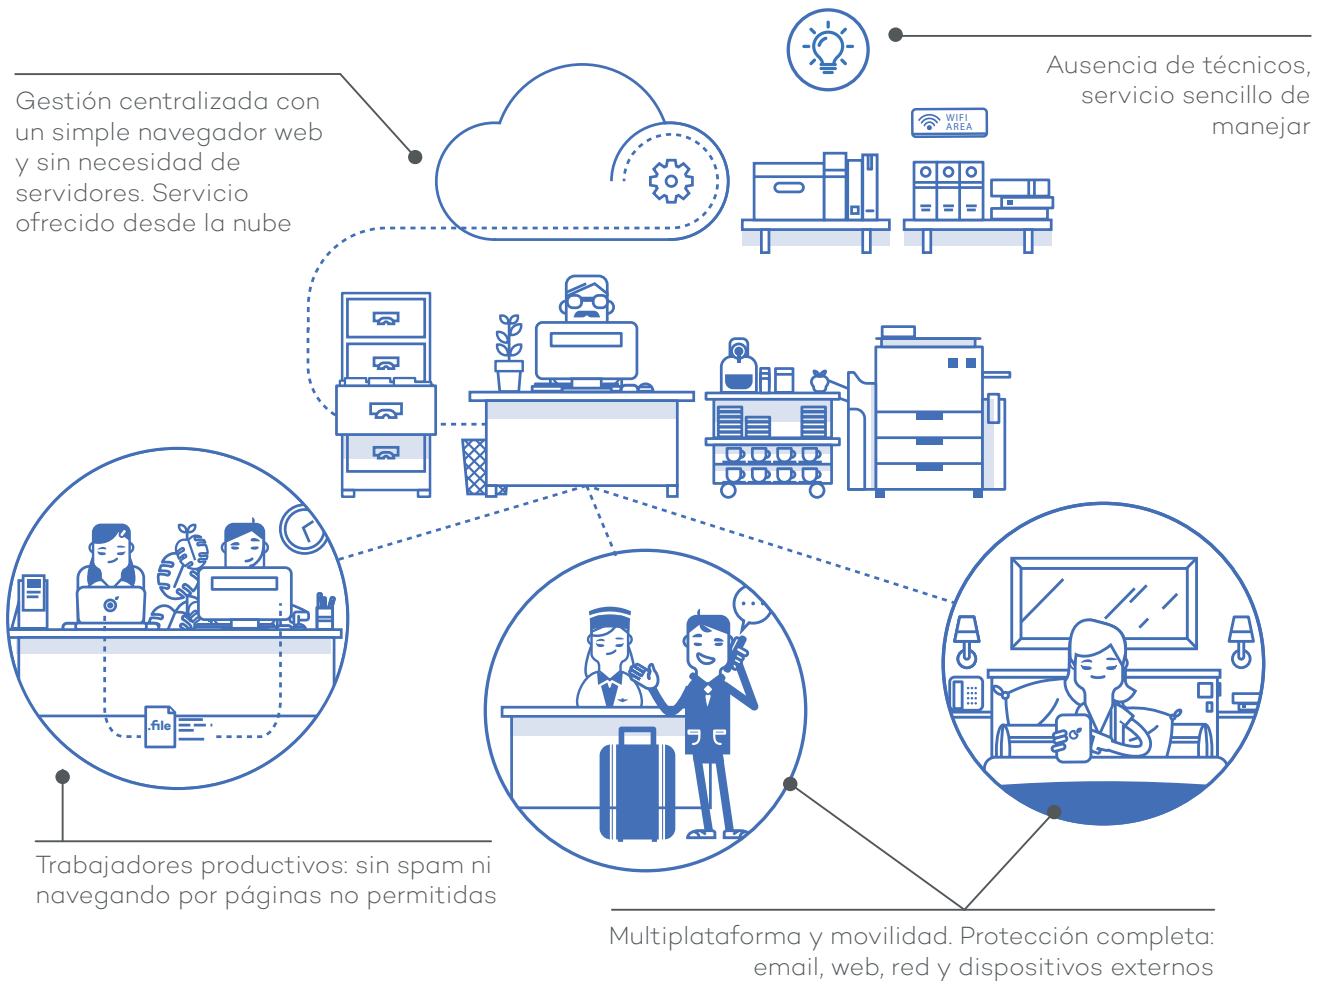 Ausencia de técnicos,
servicio sencillo de
manejar
Gestión centralizada con
un simple navegador web
y sin necesidad de
servidores. Servicio
ofrecido desde la nube
WIFI
AREA
.file
Trabajadores productivos: sin spam ni
navegando por páginas no permitidas
Multiplataforma y movilidad. Protección completa:
email, web, red y dispositivos externos